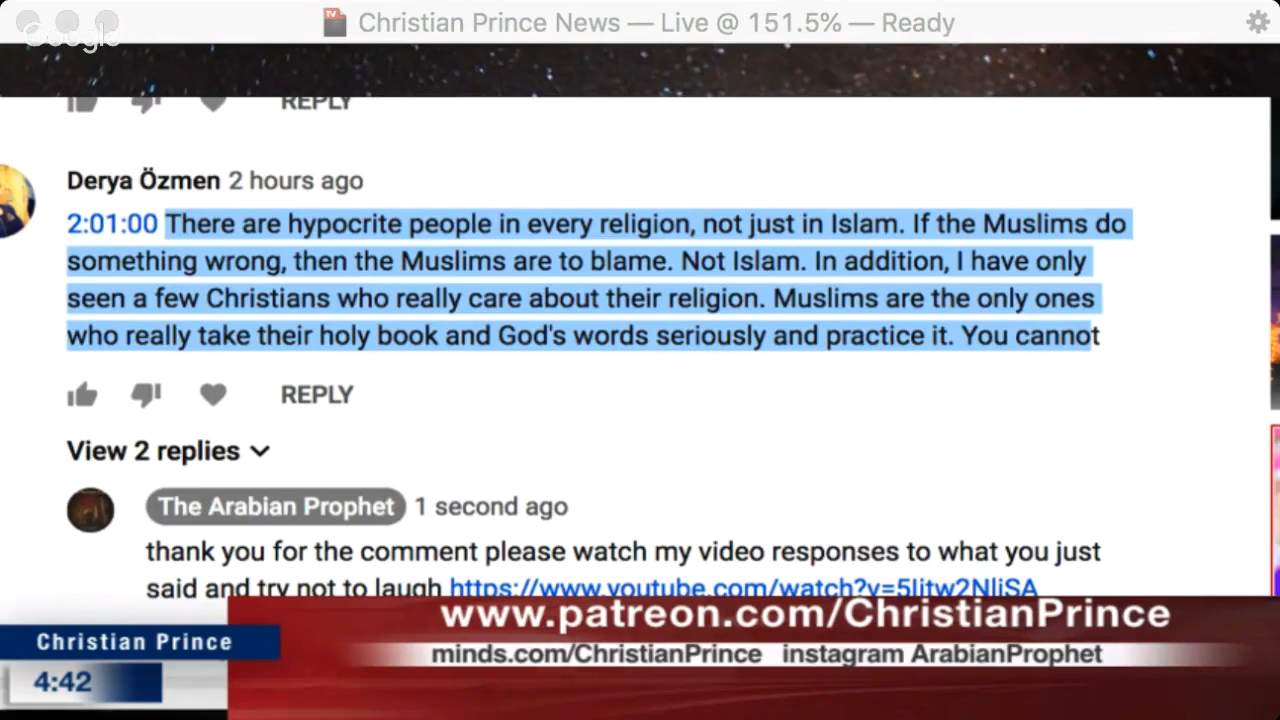 Christian Prince News — Live @ 151.5% — Ready
Google
REPLY
Derya Özmen 2 hours ago
2:01:00 There are hypocrite people in every religion, not just in Islam. If the Muslims do
something wrong, then the Muslims are to blame. Not Islam. In addition, I have only
seen a few Christians who really care about their religion. Muslims are the only ones
who really take their holy book and God's words seriously and practice it. You cannot
REPLY
View 2 replies
The Arabian Prophet 1 second ago
thank you for the comment please watch my video responses to what you just
said and try not to laugh
www.patreon.com/ChristianPrince
Christian Prince
minds.com/ChristianPrince instagram ArabianProphet
4:42